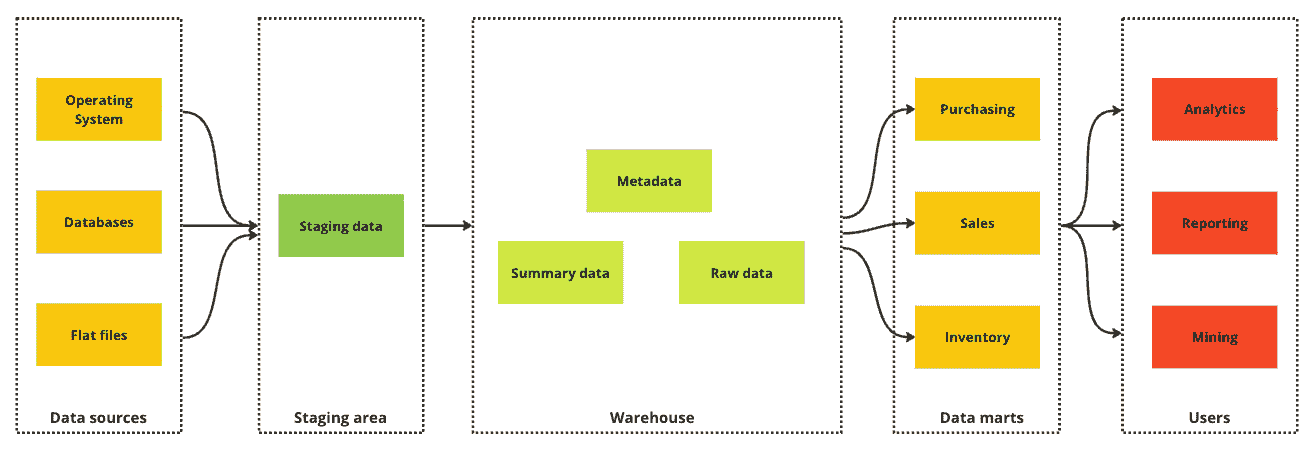 Operating
System
Databases
Flat files
Data sources
Staging data
Staging area
Metadata
Summary data
Raw data
Warehouse
Purchasing
Sales
Inventory
Data marts
Analytics
Reporting
Mining
Users